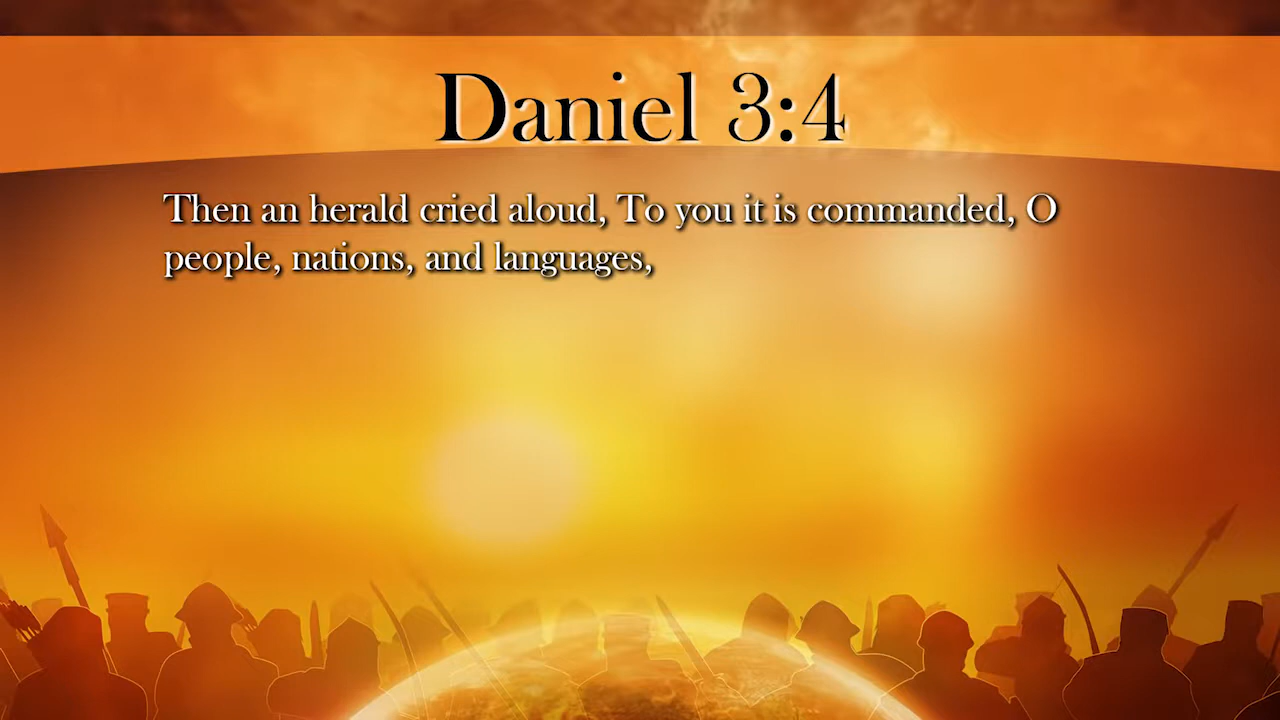 Daniel 3:4
Then an herald cried aloud, To you it is commanded, O
people, nations, and languages,